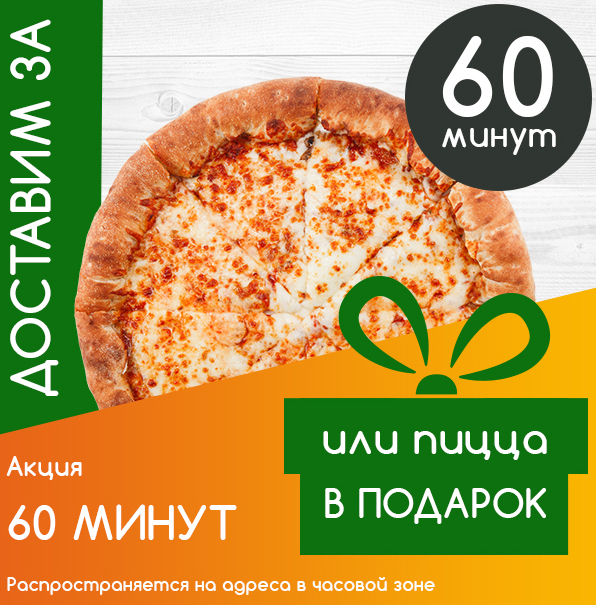 ДОСТАВИМ ЗА
60
минут
или пицца
В ПОДАРОК
Акция
60 МИНУТ
Распространяется на адреса в часовой зоне